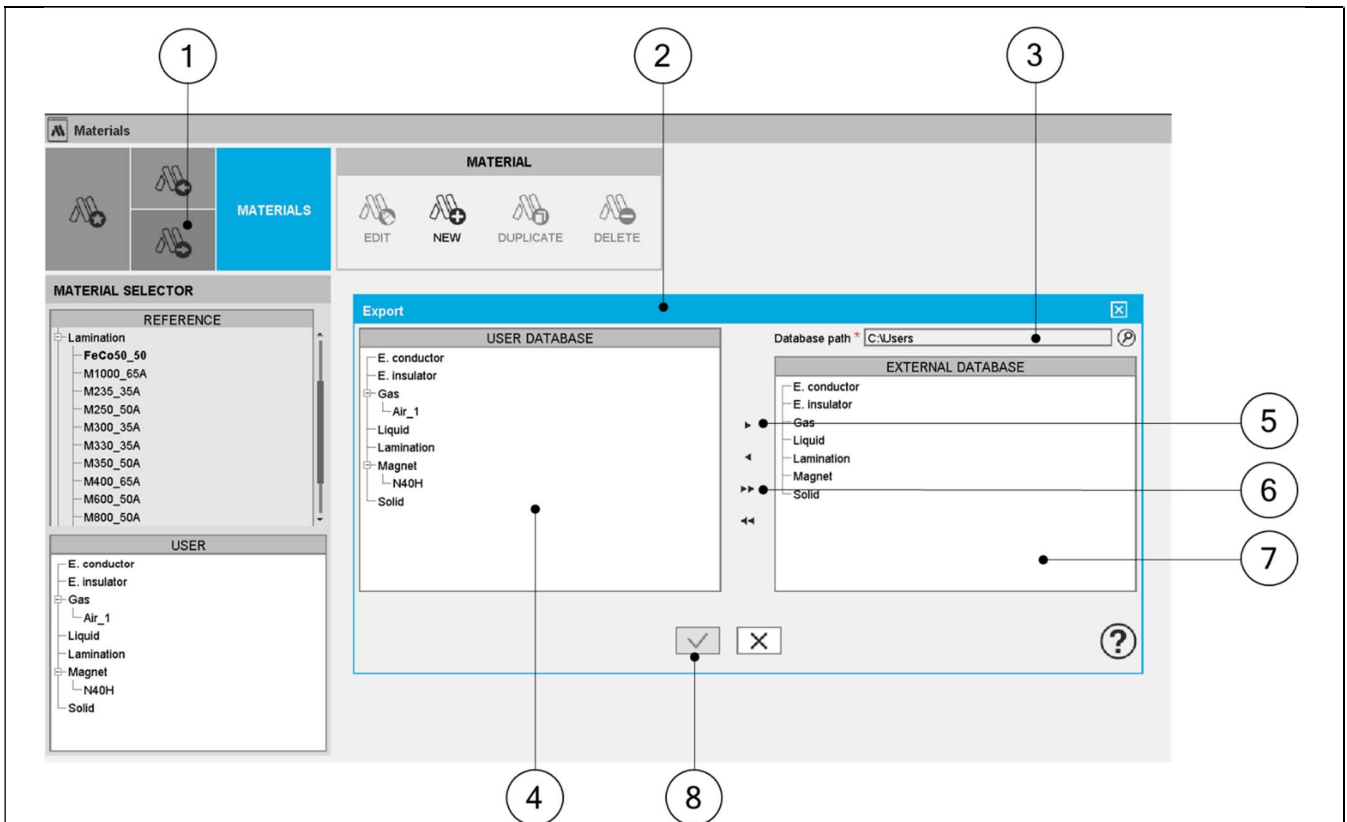 1
2
3
Materials
MATERIALS
MATERIAL
EDIT
NEW
DUPLICATE
DELETE
MATERIAL SELECTOR
REFERENCE
Lamination
FeCo50_50
M1000_65A
M235_35A
M250_50A
M300_35A
M330_35A
M350_50A
M400_65A
M600_50A
M800_50A
USER
E. conductor
E. insulator
Gas
Air_1
Liquid
Lamination
Magnet
N40H
Solid
Export
USER DATABASE
E. conductor
E. insulator
Gas
Air_1
Liquid
Lamination
Magnet
N40H
Solid
Database path * C:\Users
EXTERNAL DATABASE
E. conductor
E. insulator
Gas
Liquid
Lamination
Magnet
Solid
?
5
6
7
4
8